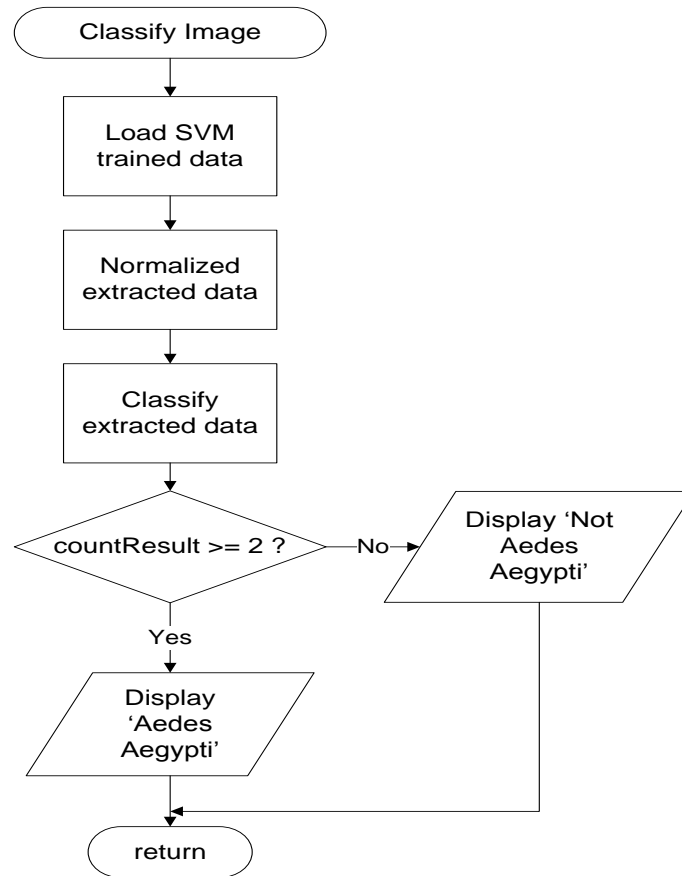 Classify Image
Load SVM
trained data
Normalized
extracted data
Classify
extracted data
countResult >= 2 ?
No
Display ‘Not
Aedes
Aegypti’
Yes
Display
‘Aedes
Aegypti’
return